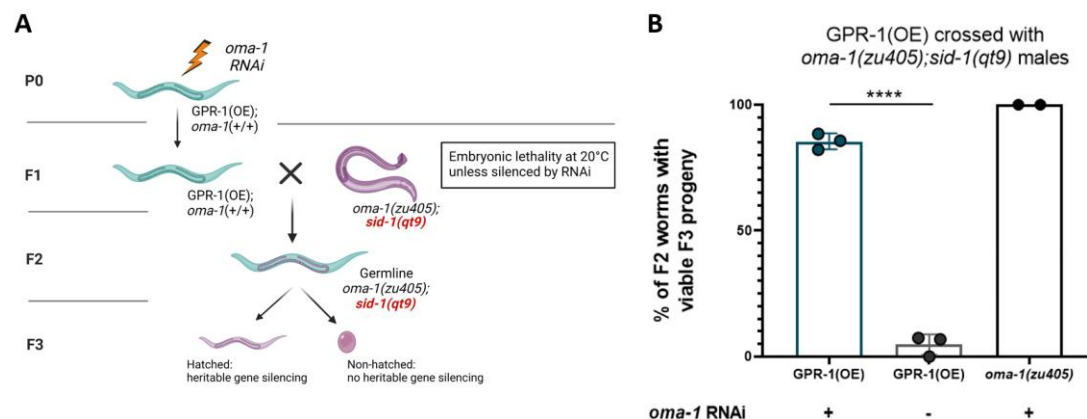 A
oma-1
RNAi
P0
GPR-1(OE);
oma-1(+/+)
F1
GPR-1(OE);
oma-1(+/+)
oma-1(zu405);
sid-1(qt9)
Embryonic lethality at 20°C
unless silenced by RNAi
F2
Germline
oma-1(zu405);
sid-1(qt9)
F3
Hatched:
heritable gene silencing
Non-hatched:
no heritable gene silencing
B
GPR-1(OE) crossed with
oma-1(zu405);sid-1(qt9) males
****
% of F2 worms with
viable F3 progeny
100
50
0
GPR-1(OE) GPR-1(OE) oma-1(zu405)
oma-1 RNAi + - +